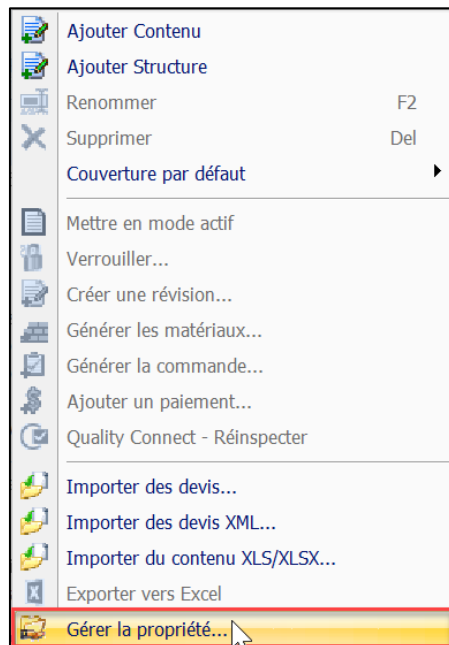 Ajouter Contenu
Ajouter Structure
Renommer F2
Supprimer Del
Couverture par défaut
Mettre en mode actif
Verrouiller...
Créer une révision...
Générer les matériaux...
Générer la commande...
Ajouter un paiement...
Quality Connect - Réinspecter
Importer des devis...
Importer des devis XML...
Importer du contenu XLS/XLSX...
Exporter vers Excel
Gérer la propriété...